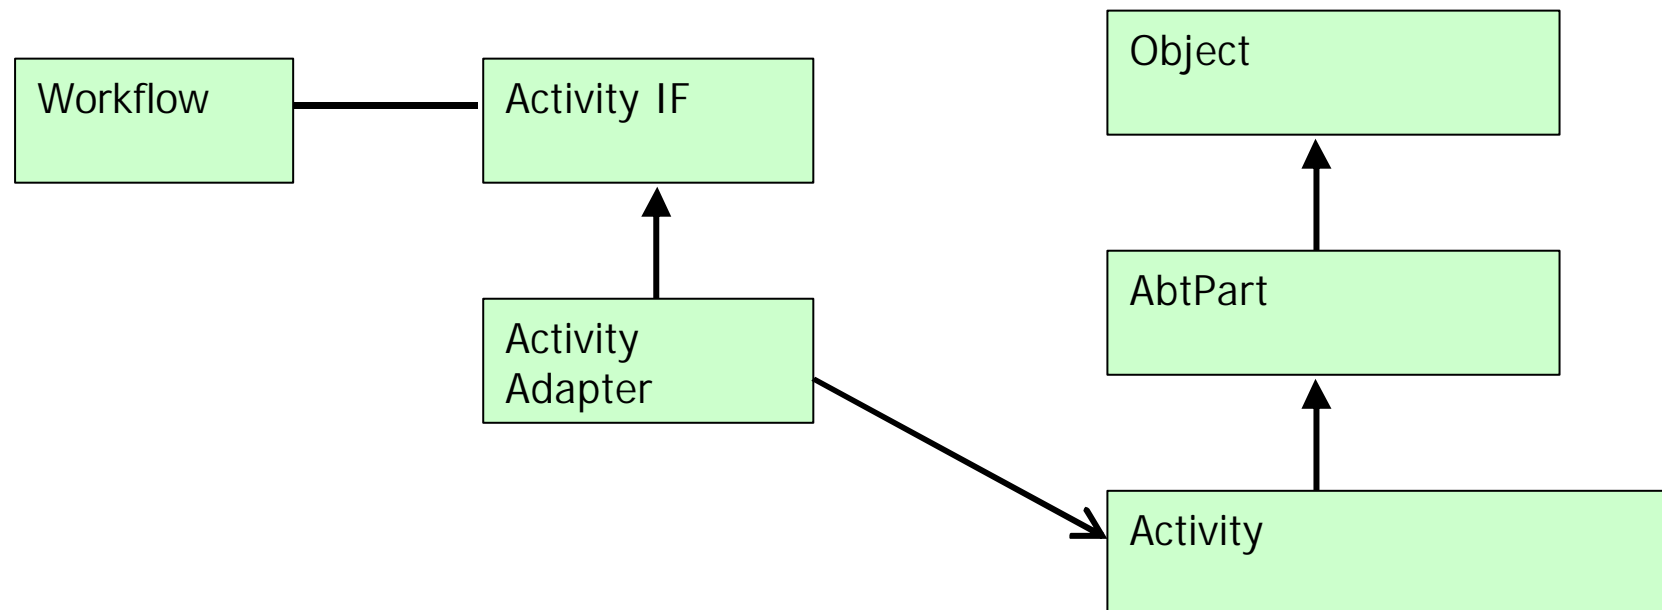 Workflow
Activity IF
Object
Activity
Adapter
AbtPart
Activity